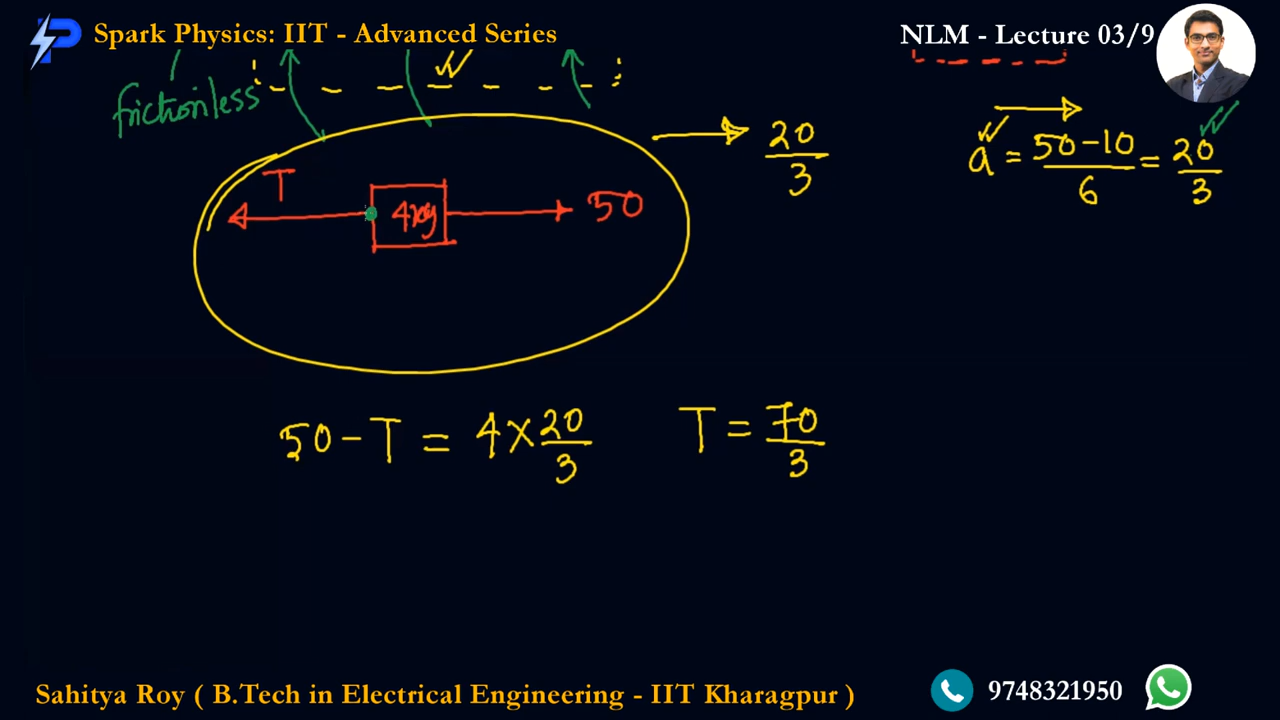 Spark Physics: IIT - Advanced Series
NLM - Lecture 03/9
frictionless
20/3
a = 50-10/6 = 20/3
T
4kg
50
50 - T = 4 × 20/3
T = 70/3
Sahitya Roy ( B.Tech in Electrical Engineering - IIT Kharagpur )
9748321950